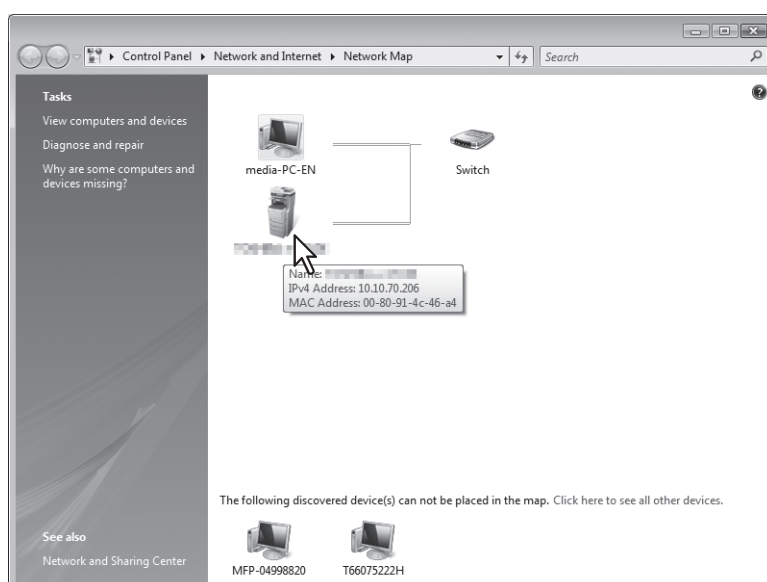 Control Panel Network and Internet Network Map Search
Tasks
View computers and devices
Diagnose and repair
Why are some computers and
devices missing?
media-PC-EN
Switch
Name:
IPv4 Address: 10.10.70.206
MAC Address: 00-80-91-4c-46-a4
The following discovered device(s) can not be placed in the map. Click here to see all other devices.
See also
Network and Sharing Center
MFP-04998820
T66075222H